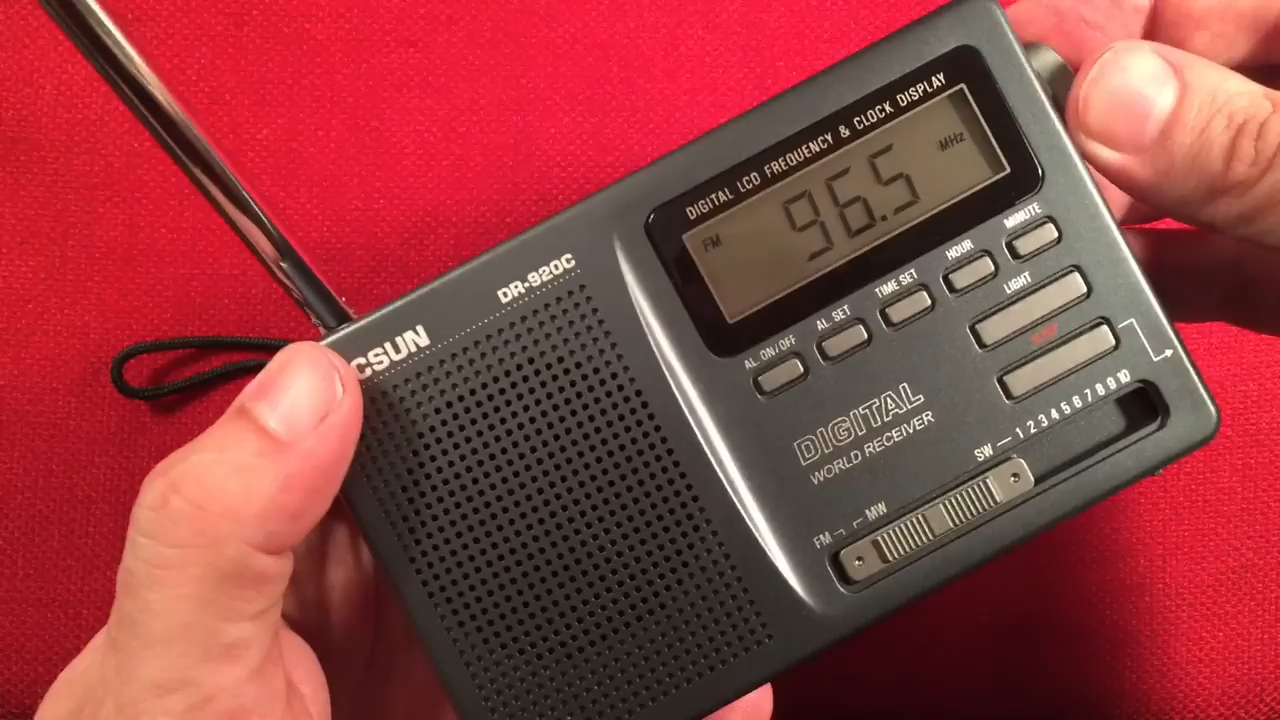 DIGITAL LCD FREQUENCY & CLOCK DISPLAY
FM 96.5 MHz
DR-920C
CSUN
AL. ON/OFF AL. SET TIME SET HOUR MINUTE
LIGHT
DIGITAL
WORLD RECEIVER
SW 1 2 3 4 5 6 7 8 9 10
FM MW